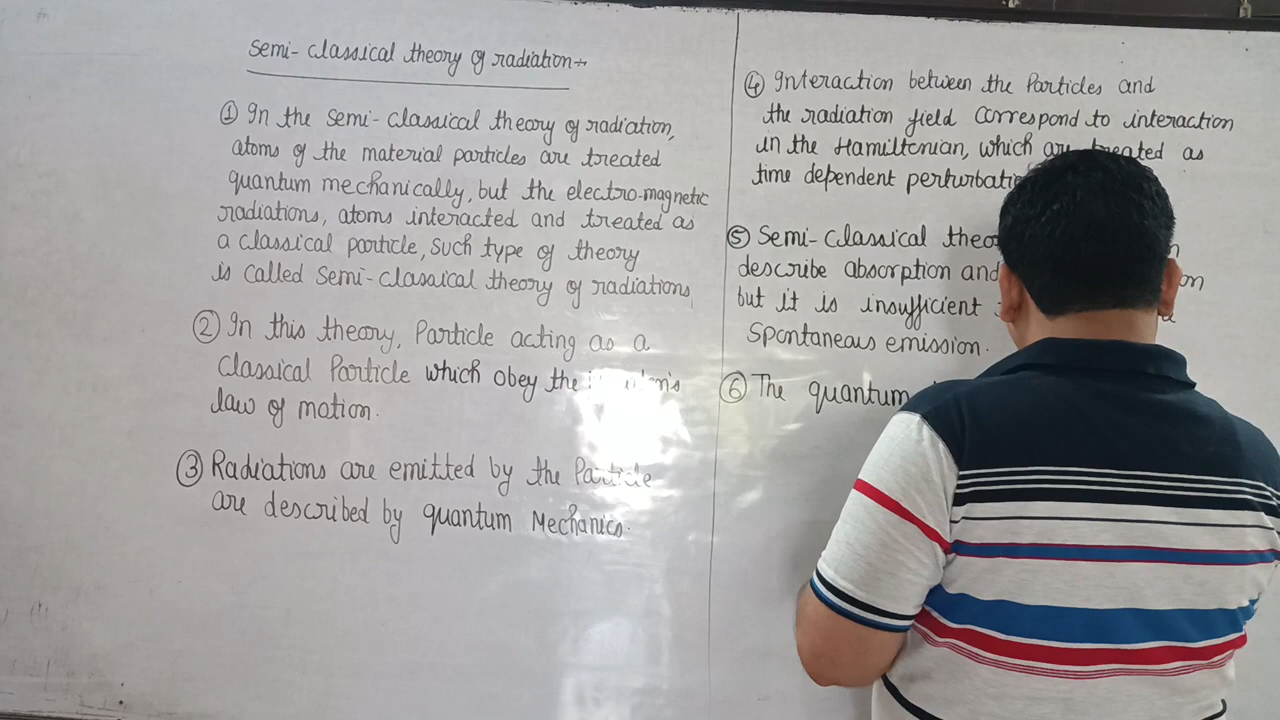 Semi-classical theory of radiation→
① In the semi-classical theory of radiation,
atoms of the material particles are treated
quantum mechanically, but the electro-magnetic
radiations, atoms interacted and treated as
a classical particle, such type of theory
is called semi-classical theory of radiations,
② In this theory, Particle acting as a
Classical Particle which obey the
law of motion.
③ Radiations are emitted by the Particle
are described by quantum Mechanics.
④ Interaction between the Particles and
the radiation field correspond to interaction
in the Hamiltonian, which are treated as
time dependent
⑤ Semi-classical
describe absorption and
but it is insufficient
Spontaneous emission.
⑥ The quantum